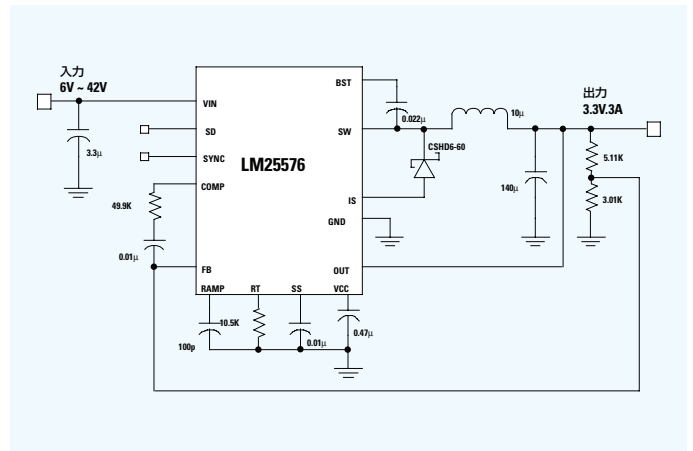 入力
6V ~ 42V
VIN
3.3μ
SD
SYNC
COMP
49.9K
0.01μ
FB
RAMP
RT
SS
VCC
LM25576
BST
0.022μ
SW
CSHD6-60
IS
GND
OUT
10μ
出力
3.3V.3A
140μ
5.11K
3.01K
100p
10.5K
0.01μ
0.47μ